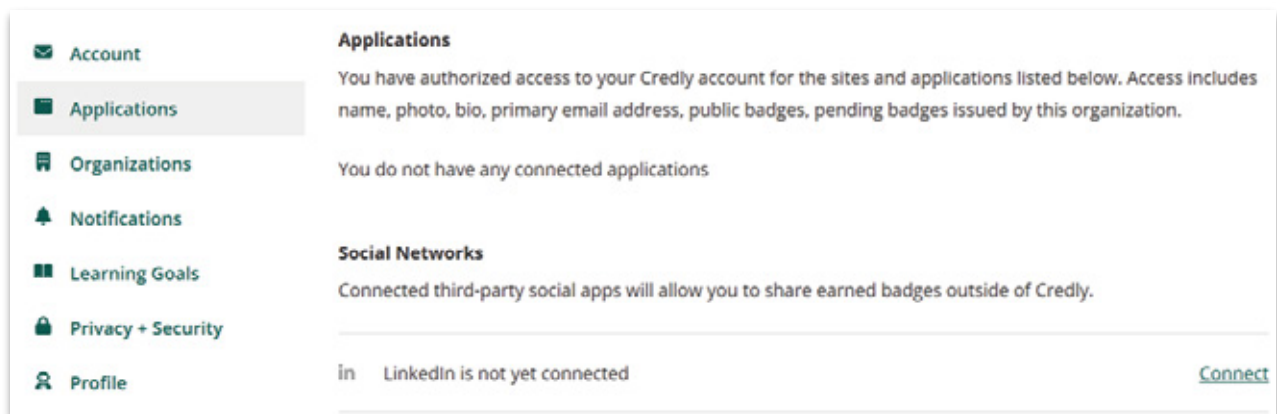 Account
Applications
Organizations
Notifications
Learning Goals
Privacy + Security
Profile
Applications
You have authorized access to your Credly account for the sites and applications listed below. Access includes
name, photo, bio, primary email address, public badges, pending badges issued by this organization.
You do not have any connected applications
Social Networks
Connected third-party social apps will allow you to share earned badges outside of Credly.
in LinkedIn is not yet connected Connect